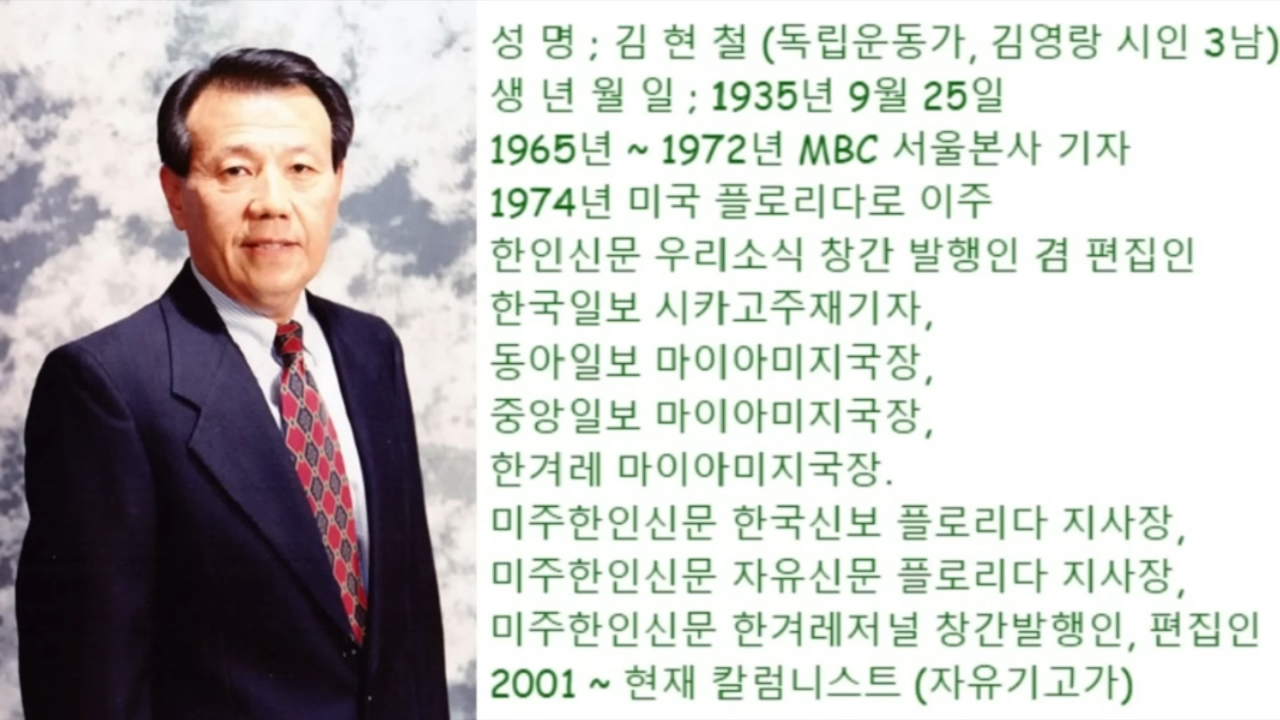 성 명 ; 김 현 철 (독립운동가, 김영랑 시인 3남)
생 년 월 일 ; 1935년 9월 25일
1965년 ~ 1972년 MBC 서울본사 기자
1974년 미국 플로리다로 이주
한인신문 우리소식 창간 발행인 겸 편집인
한국일보 시카고주재기자,
동아일보 마이아미지국장,
중앙일보 마이아미지국장,
한겨레 마이아미지국장.
미주한인신문 한국신보 플로리다 지사장,
미주한인신문 자유신문 플로리다 지사장,
미주한인신문 한겨레저널 창간발행인, 편집인
2001 ~ 현재 칼럼니스트 (자유기고가)